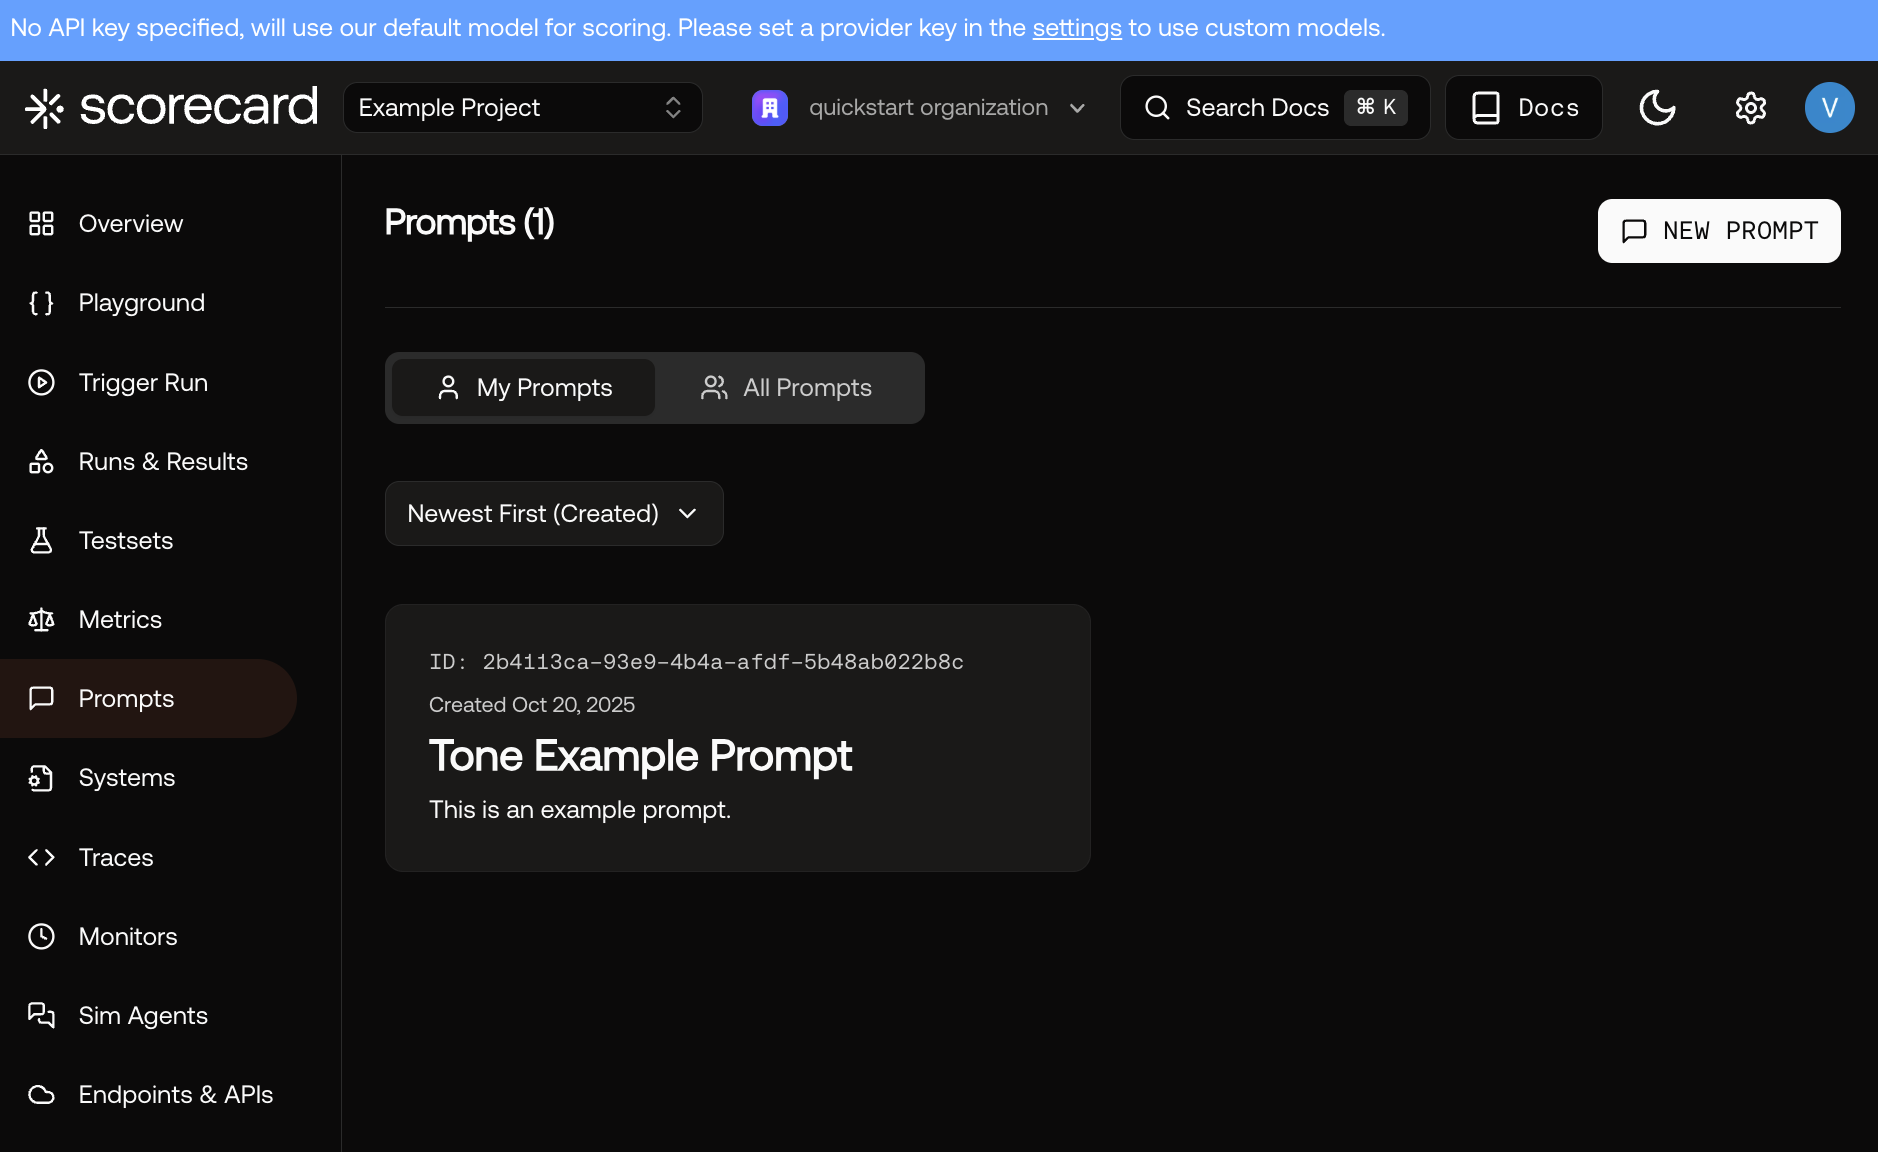 No API key specified, will use our default model for scoring. Please set a provider key in the settings to use custom models.
scorecard
Example Project
quickstart organization
Search Docs ⌘ K
Docs
V
Overview
Playground
Trigger Run
Runs & Results
Testsets
Metrics
Prompts
Systems
Traces
Monitors
Sim Agents
Endpoints & APIs
Prompts (1)
NEW PROMPT
My Prompts
All Prompts
Newest First (Created)
ID: 2b4113ca-93e9-4b4a-afdf-5b48ab022b8c
Created Oct 20, 2025
Tone Example Prompt
This is an example prompt.